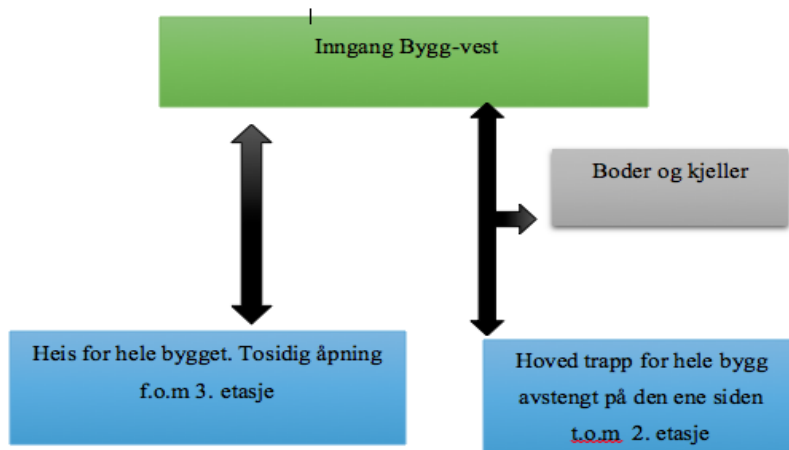 Inngang Bygg-vest
Boder og kjeller
Heis for hele bygget. Tosidig åpning
f.o.m 3. etasje
Hoved trapp for hele bygg
avstengt på den ene siden
t.o.m 2. etasje